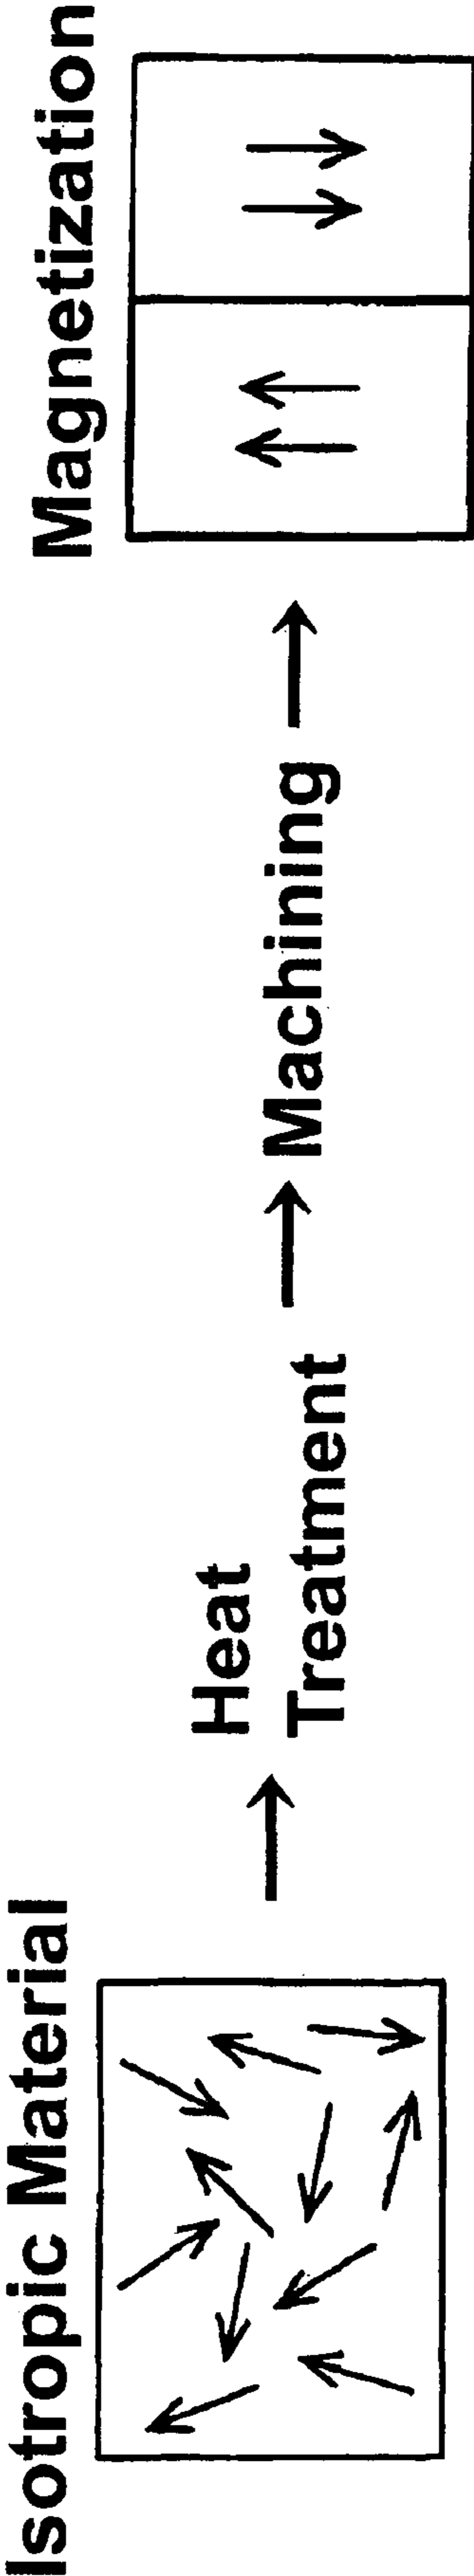 Isotropic Material
Heat
Treatment
Machining
Magnetization